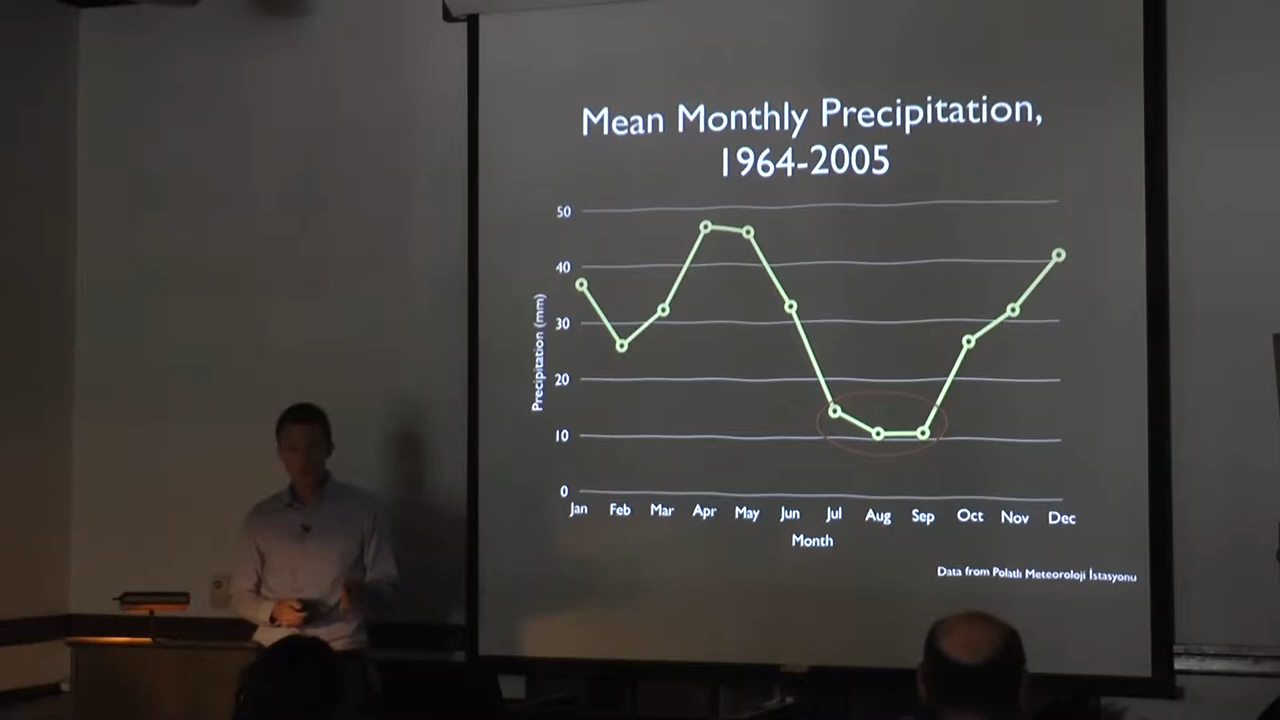 Mean Monthly Precipitation,
1964-2005
50
40
30
20
10
0
Precipitation (mm)
Jan Feb Mar Apr May Jun Jul Aug Sep Oct Nov Dec
Month
Data from Polatlı Meteoroloji İstasyonu